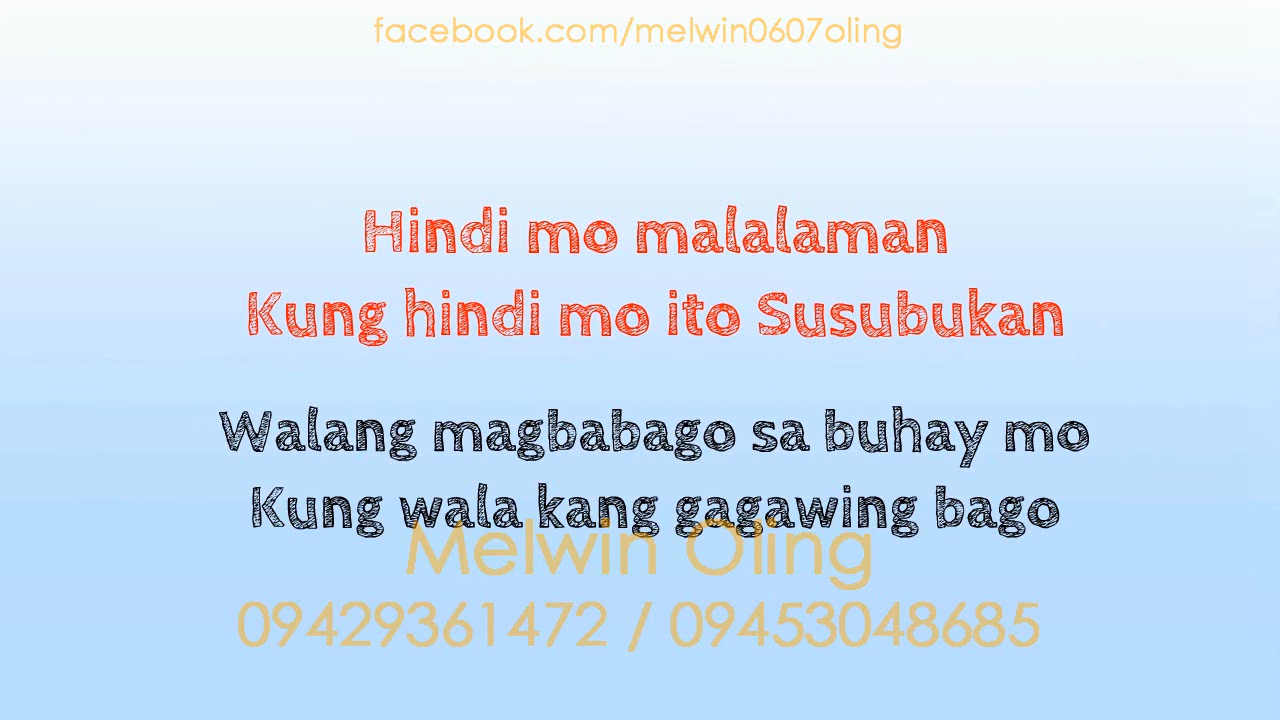 facebook.com/melwin0607oling
Hindi mo malalaman
Kung hindi mo ito Susubukan
Walang magbabago sa buhay mo
Kung wala kang gagawing bago
Melwin Oling
09429361472 / 09453048685